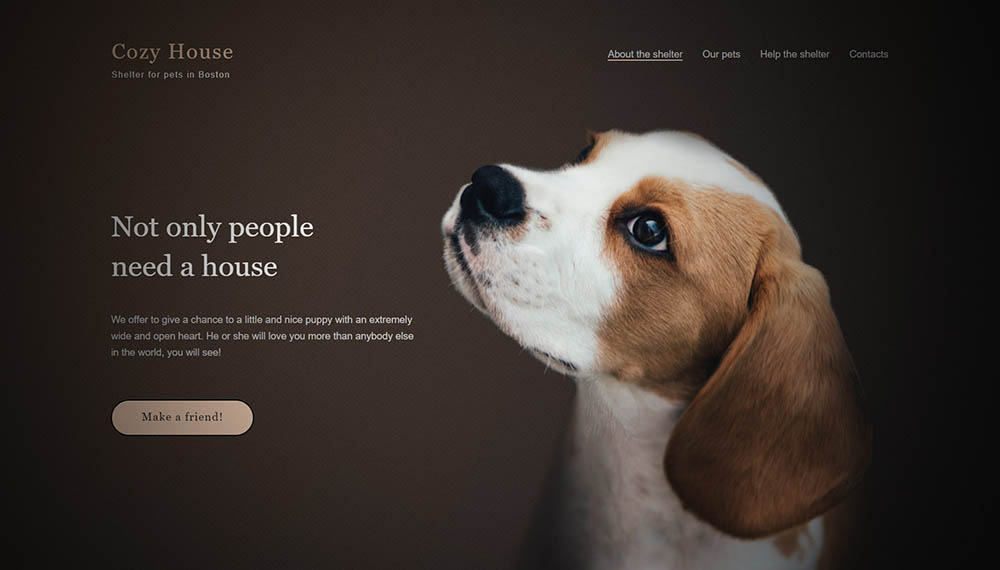 Cozy House
Shelter for pets in Boston
About the shelter Our pets Help the shelter Contacts
Not only people
need a house
We offer to give a chance to a little and nice puppy with an extremely
wide and open heart. He or she will love you more than anybody else
in the world, you will see!
Make a friend!